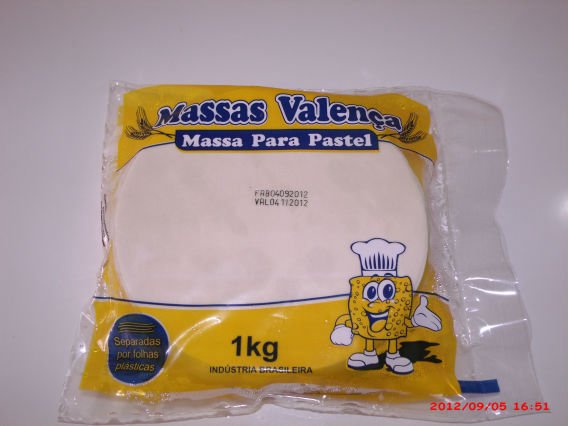 Massas Valença
Massa Para Pastel
FAB04092012
VAL04112012
Separadas
por folhas
plásticas
1kg
INDÚSTRIA BRASILEIRA
2012/09/05 16:51